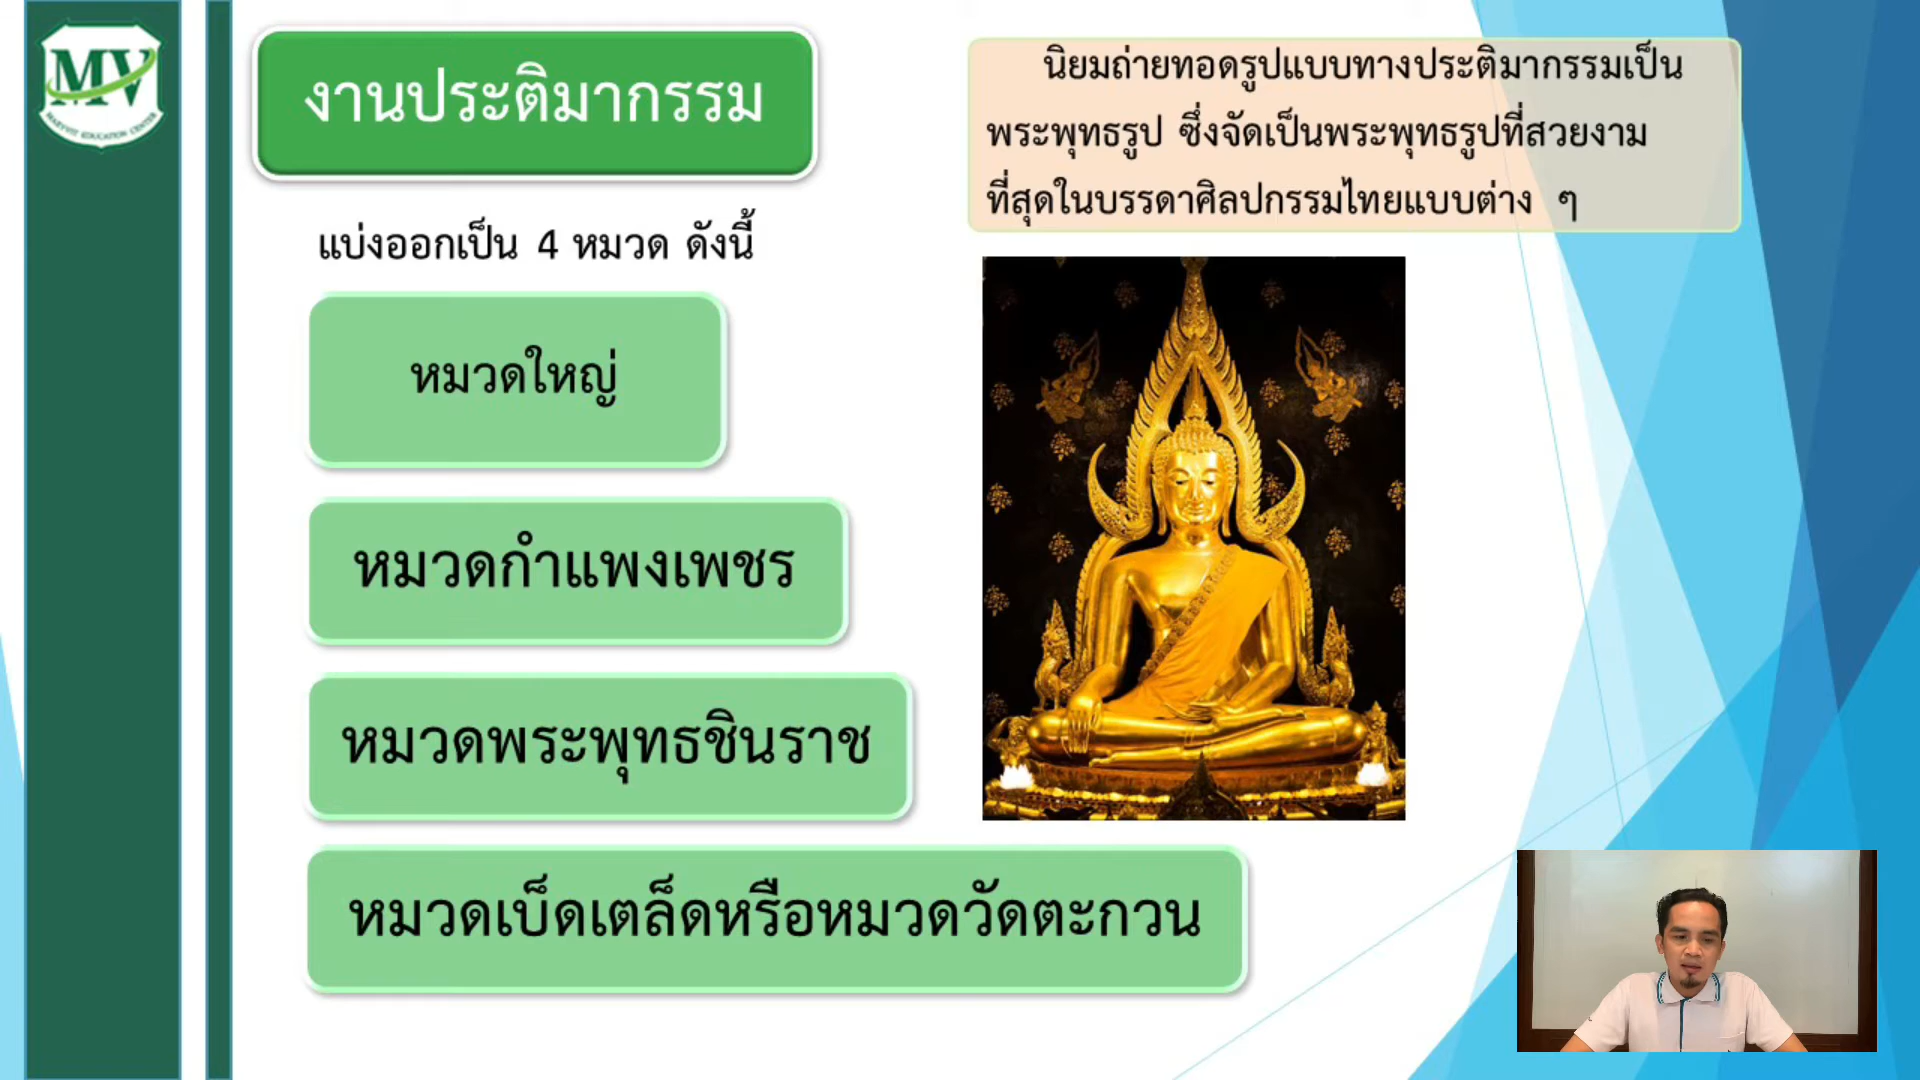 MV
MARYVIT EDUCATION CENTER
งานประติมากรรม
แบ่งออกเป็น 4 หมวด ดังนี้
หมวดใหญ่
หมวดกำแพงเพชร
หมวดพระพุทธชินราช
หมวดเบ็ดเตล็ดหรือหมวดวัดตะกวน
นิยมถ่ายทอดรูปแบบทางประติมากรรมเป็น
พระพุทธรูป ซึ่งจัดเป็นพระพุทธรูปที่สวยงาม
ที่สุดในบรรดาศิลปกรรมไทยแบบต่าง ๆ